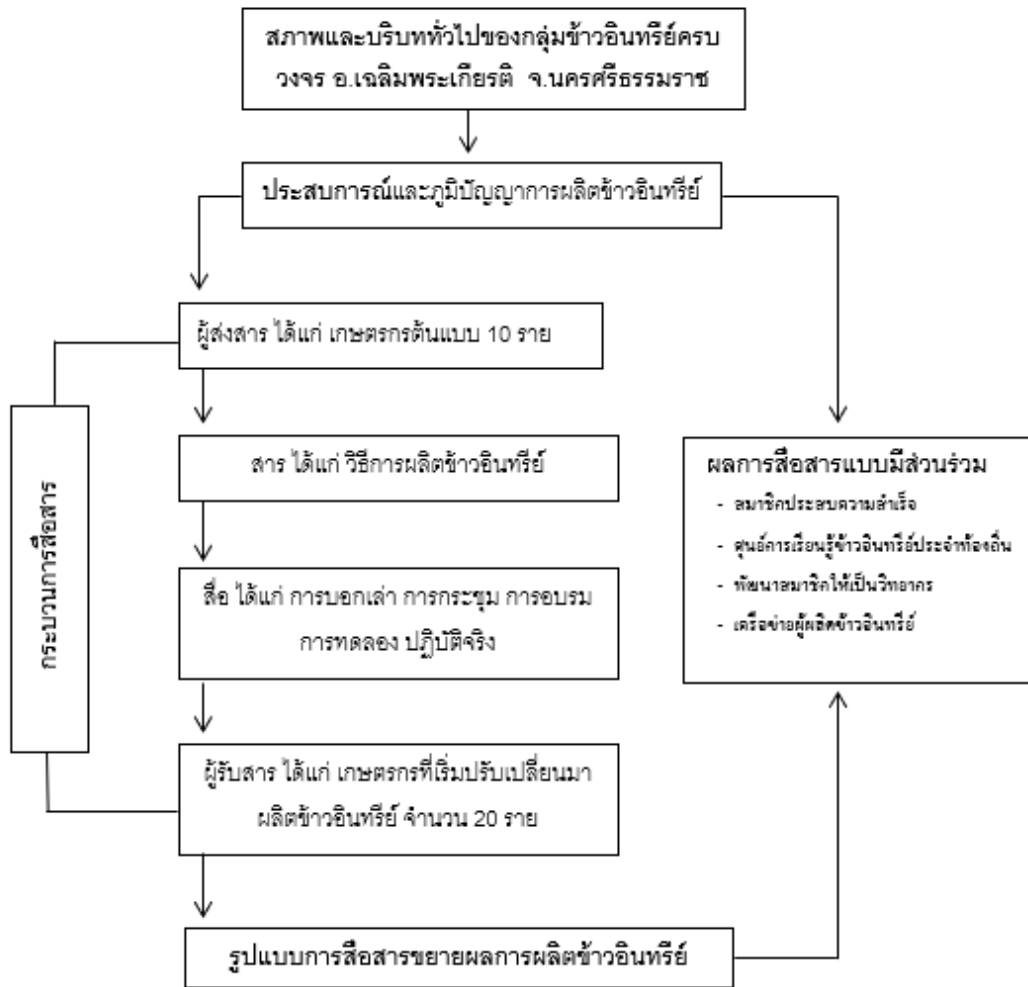 สภาพและบริบททั่วไปของกลุ่มข้าวอินทรีย์ครบ
วงจร อ.เฉลิมพระเกียรติ จ.นครศรีธรรมราช
ประสบการณ์และภูมิปัญญาการผลิตข้าวอินทรีย์
ผู้ส่งสาร ได้แก่ เกษตรกรต้นแบบ 10 ราย
สาร ได้แก่ วิธีการผลิตข้าวอินทรีย์
สื่อ ได้แก่ การบอกเล่า การกระชุม การอบรม
การทดลอง ปฏิบัติจริง
ผู้รับสาร ได้แก่ เกษตรกรที่เริ่มปรับเปลี่ยนมา
ผลิตข้าวอินทรีย์ จำนวน 20 ราย
กระบวนการสื่อสาร
รูปแบบการสื่อสารขยายผลการผลิตข้าวอินทรีย์
ผลการสื่อสารแบบมีส่วนร่วม
- สมาชิกประสบความสำเร็จ
- ศูนย์การเรียนรู้ข้าวอินทรีย์ประจำท้องถิ่น
- พัฒนาสมาชิกให้เป็นวิทยากร
- เครือข่ายผู้ผลิตข้าวอินทรีย์